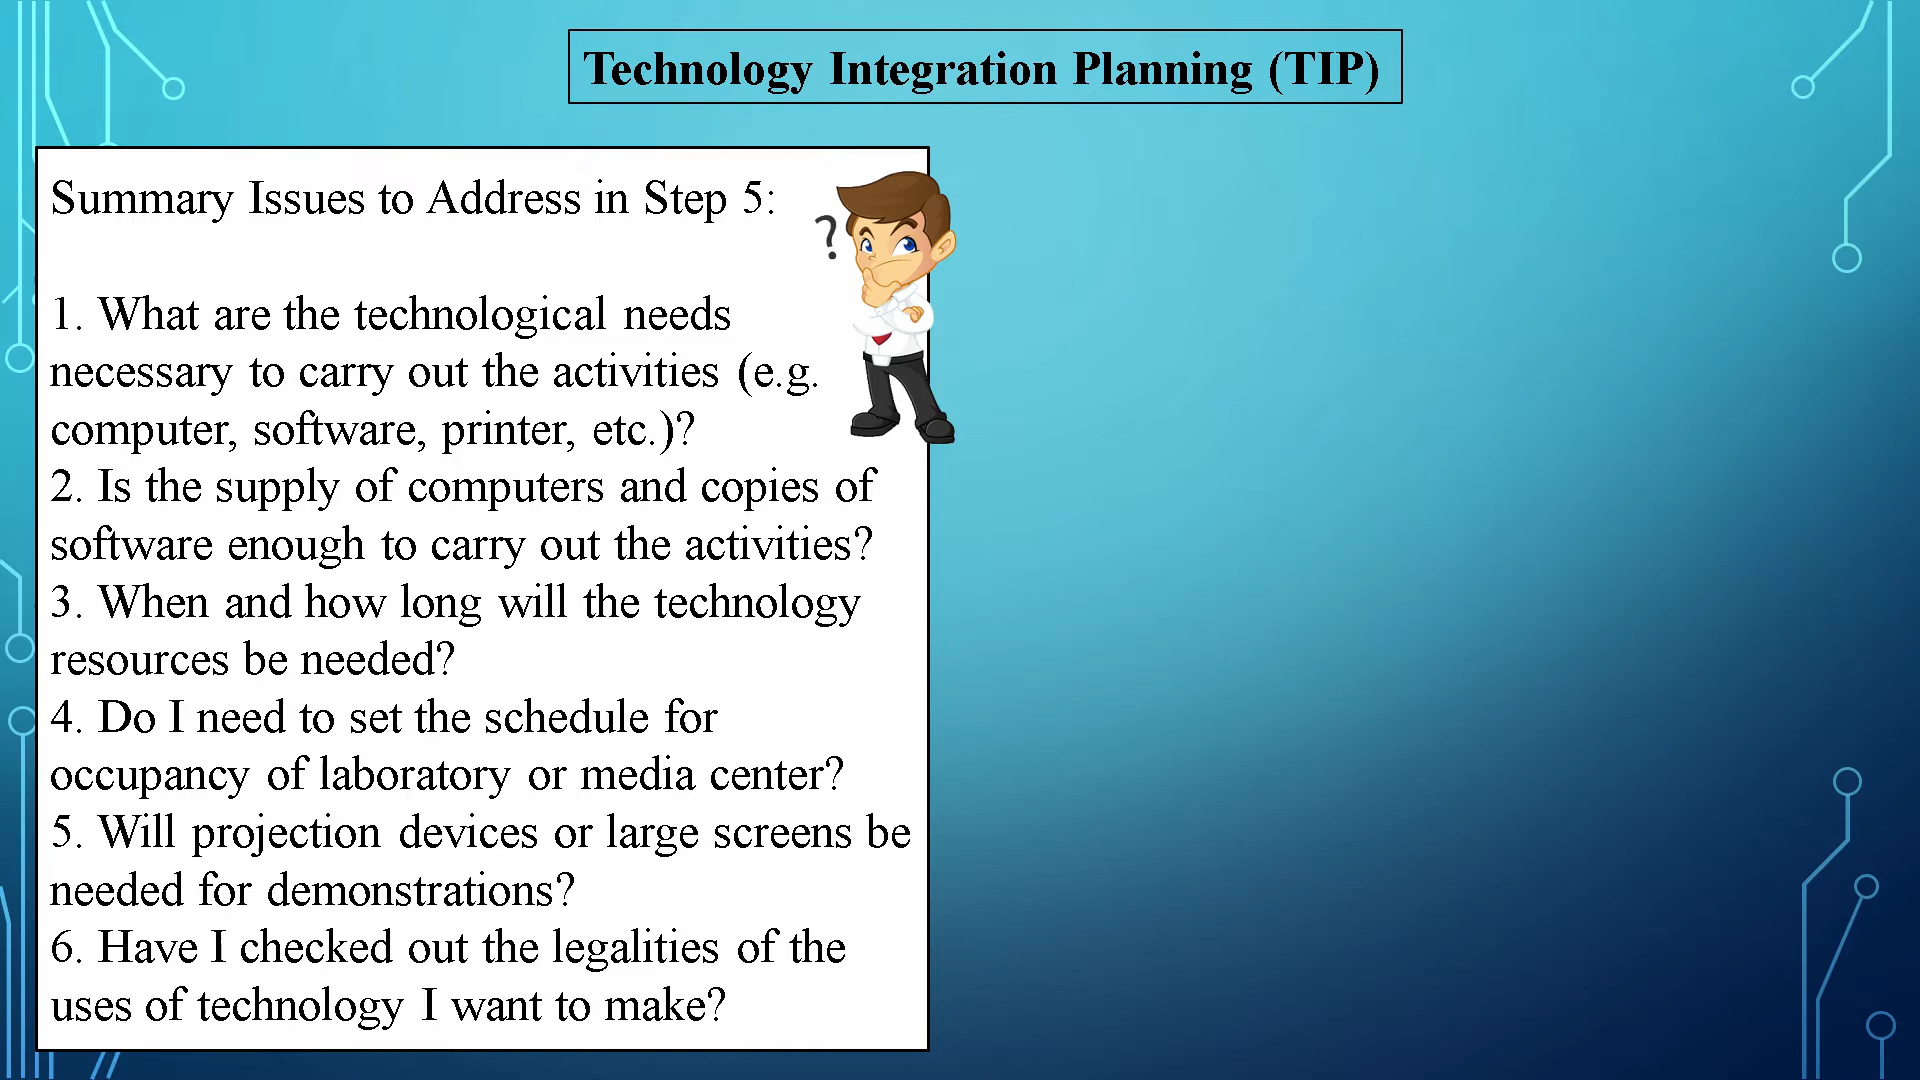 Technology Integration Planning (TIP)
Summary Issues to Address in Step 5:
?
1. What are the technological needs
necessary to carry out the activities (e.g.
computer, software, printer, etc.)?
2. Is the supply of computers and copies of
software enough to carry out the activities?
3. When and how long will the technology
resources be needed?
4. Do I need to set the schedule for
occupancy of laboratory or media center?
5. Will projection devices or large screens be
needed for demonstrations?
6. Have I checked out the legalities of the
uses of technology I want to make?